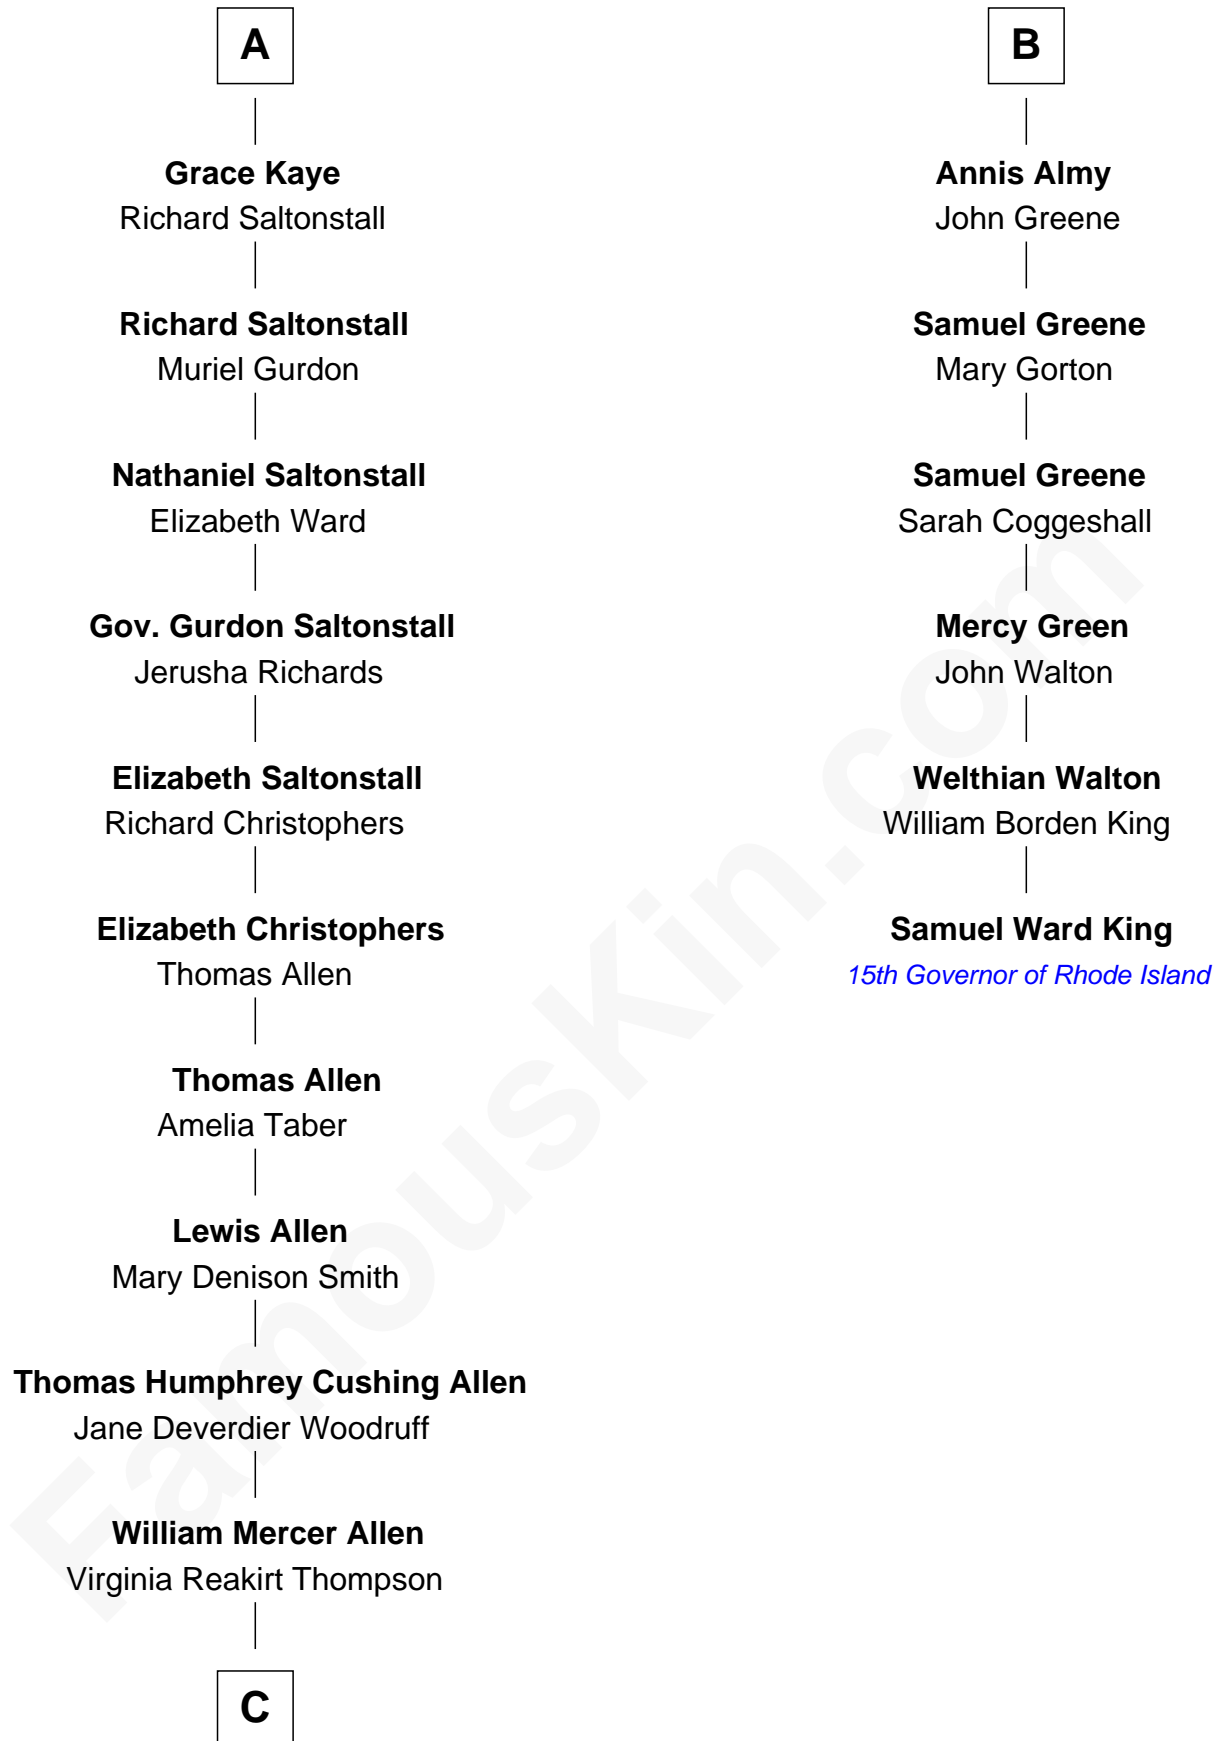 A
Grace Kaye
Richard Saltonstall
Richard Saltonstall
Muriel Gurdon
Nathaniel Saltonstall
Elizabeth Ward
Gov. Gurdon Saltonstall
Jerusha Richards
Elizabeth Saltonstall
Richard Christophers
Elizabeth Christophers
Thomas Allen
Thomas Allen
Amelia Taber
Lewis Allen
Mary Denison Smith
Thomas Humphrey Cushing Allen
Jane Deverdier Woodruff
William Mercer Allen
Virginia Reakirt Thompson
C
B
Annis Almy
John Greene
Samuel Greene
Mary Gorton
Samuel Greene
Sarah Coggeshall
Mercy Green
John Walton
Welthian Walton
William Borden King
Samuel Ward King
15th Governor of Rhode Island
FamousKin.com